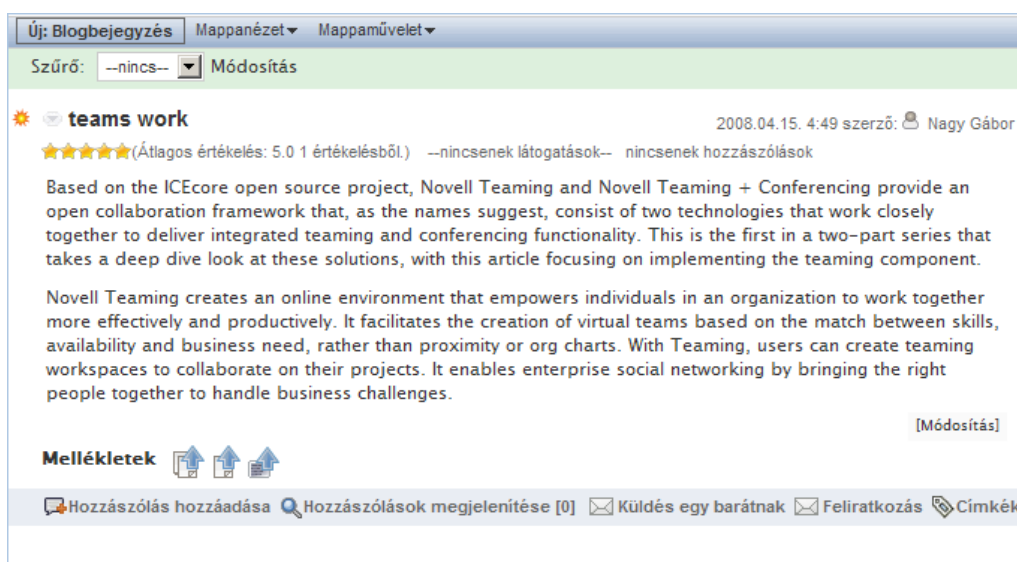 Új: Blogbejegyzés Mappanézet Mappaművelet
Szűrő: --nincs-- Módosítás
teams work 2008.04.15. 4:49 szerző: Nagy Gábor
(Átlagos értékelés: 5.0 1 értékelésből.) --nincsenek látogatások-- nincsenek hozzászólások
Based on the ICEcore open source project, Novell Teaming and Novell Teaming + Conferencing provide an
open collaboration framework that, as the names suggest, consist of two technologies that work closely
together to deliver integrated teaming and conferencing functionality. This is the first in a two-part series that
takes a deep dive look at these solutions, with this article focusing on implementing the teaming component.
Novell Teaming creates an online environment that empowers individuals in an organization to work together
more effectively and productively. It facilitates the creation of virtual teams based on the match between skills,
availability and business need, rather than proximity or org charts. With Teaming, users can create teaming
workspaces to collaborate on their projects. It enables enterprise social networking by bringing the right
people together to handle business challenges.
[Módosítás]
Mellékletek
Hozzászólás hozzáadása Hozzászólások megjelenítése [0] Küldés egy barátnak Feliratkozás Címkék